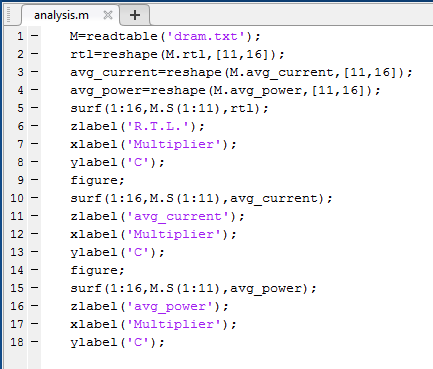 analysis.m
1 M=readtable('dram.txt');
2 rtl=reshape(M.rtl,[11,16]);
3 avg_current=reshape(M.avg_current,[11,16]);
4 avg_power=reshape(M.avg_power,[11,16]);
5 surf(1:16,M.S(1:11),rtl);
6 zlabel('R.T.L.');
7 xlabel('Multiplier');
8 ylabel('C');
9 figure;
10 surf(1:16,M.S(1:11),avg_current);
11 zlabel('avg_current');
12 xlabel('Multiplier');
13 ylabel('C');
14 figure;
15 surf(1:16,M.S(1:11),avg_power);
16 zlabel('avg_power');
17 xlabel('Multiplier');
18 ylabel('C');